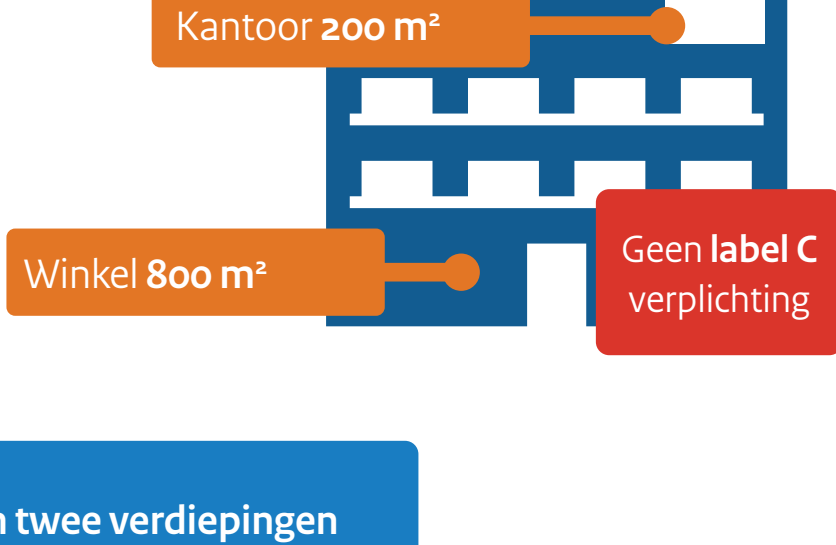 Kantoor 200 m²
Winkel 800 m²
Geen label C
verplichting
twee verdiepingen